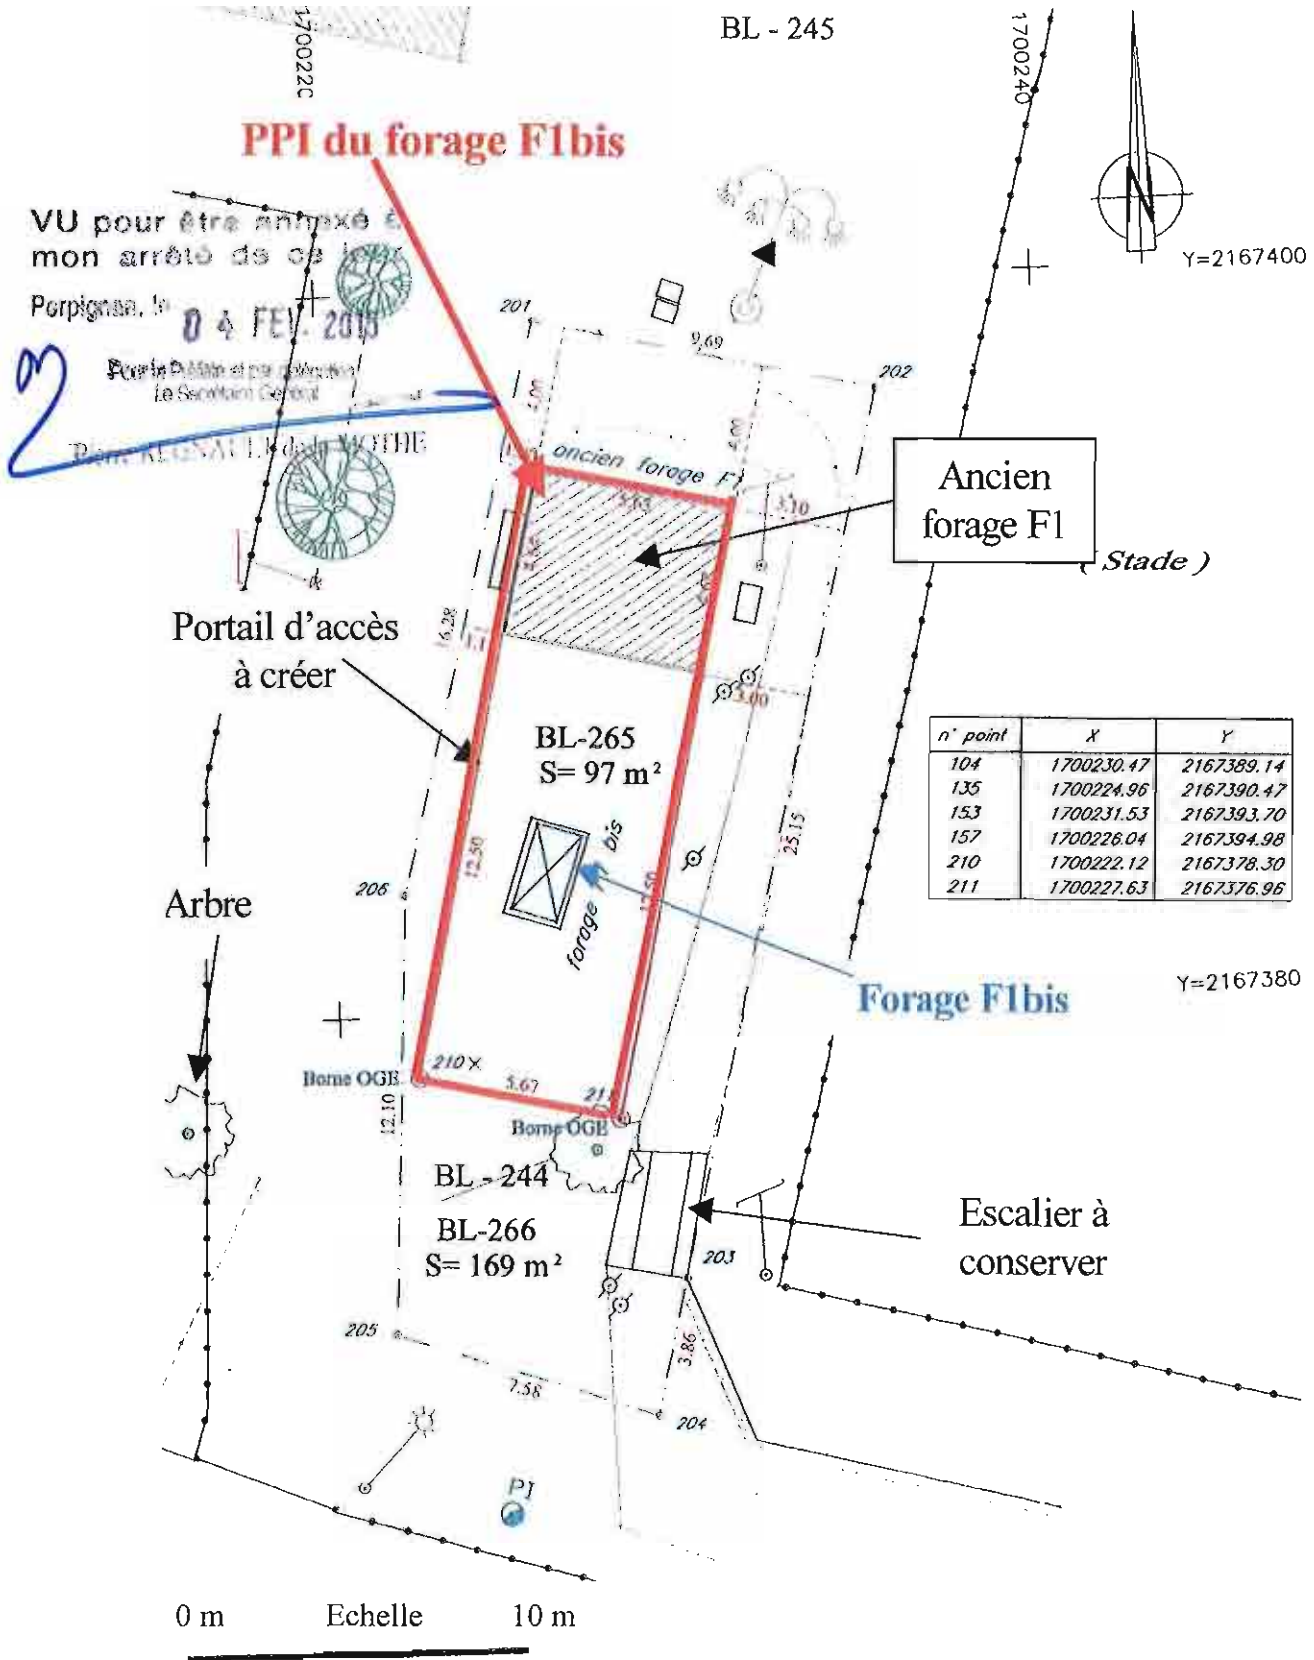 BL - 245
1700220
1700240
PPI du forage F1bis
VU pour être annexé à
mon arrêté de ce jour
Perpignan, le
04 FEV. 2013
Le Secrétaire Général
Y=2167400
201
9,69
202
4.00
4.00
ancien forage F1
5,63
3.10
Ancien
forage F1
( Stade )
Portail d'accès
à créer
16.28
3.00
BL-265
S= 97 m²
n° point X Y
104 1700230.47 2167389.14
135 1700224.96 2167390.47
153 1700231.53 2167393.70
157 1700226.04 2167394.98
210 1700222.12 2167378.30
211 1700227.63 2167376.96
25.15
12.50
12.50
206
forage F1 bis
Arbre
Forage F1bis
Y=2167380
210
5.67
211
Borne OGE
Borne OGE
12.10
BL - 244
BL-266
S= 169 m²
Escalier à
conserver
203
205
3.86
7.58
204
PI
0 m Echelle 10 m